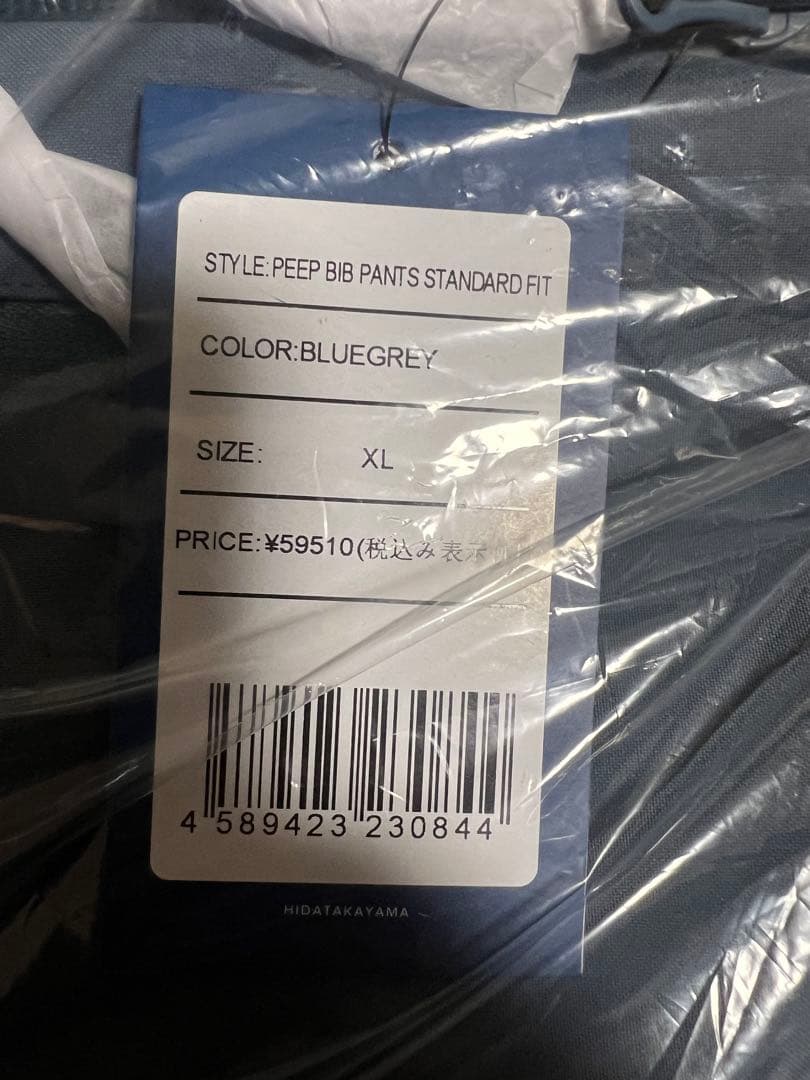 STYLE:PEEP BIB PANTS STANDARD FIT
COLOR:BLUEGREY
SIZE: XL
PRICE:¥59510(税込み表示
4 589423 230844
HIDATAKAYAMA